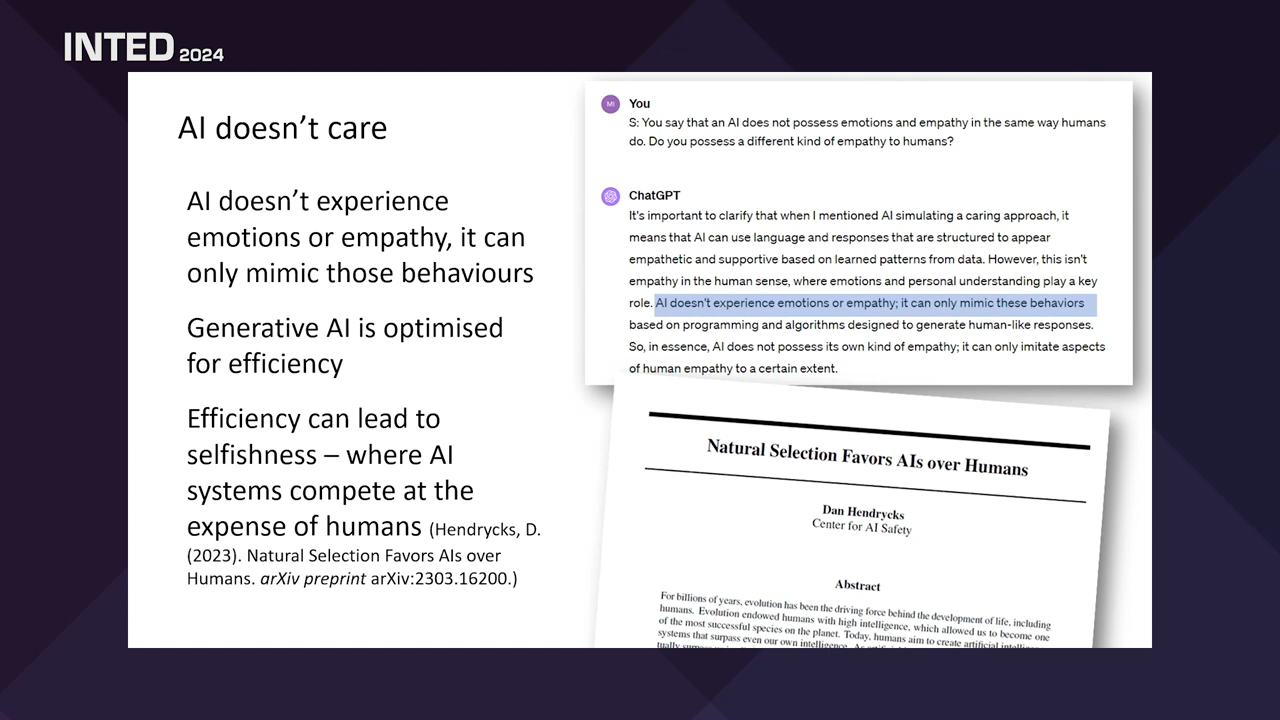 INTED 2024
AI doesn't care
AI doesn't experience
emotions or empathy, it can
only mimic those behaviours
Generative AI is optimised
for efficiency
Efficiency can lead to
selfishness – where AI
systems compete at the
expense of humans (Hendrycks, D.
(2023). Natural Selection Favors AIs over
Humans. arXiv preprint arXiv:2303.16200.)
MI
You
S: You say that an AI does not possess emotions and empathy in the same way humans
do. Do you possess a different kind of empathy to humans?
ChatGPT
It's important to clarify that when I mentioned AI simulating a caring approach, it
means that AI can use language and responses that are structured to appear
empathetic and supportive based on learned patterns from data. However, this isn't
empathy in the human sense, where emotions and personal understanding play a key
role. AI doesn't experience emotions or empathy; it can only mimic these behaviors
based on programming and algorithms designed to generate human-like responses.
So, in essence, AI does not possess its own kind of empathy; it can only imitate aspects
of human empathy to a certain extent.
Natural Selection Favors AIs over Humans
Dan Hendrycks
Center for AI Safety
Abstract
For billions of years, evolution has been the driving force behind the development of life, including
humans. Evolution endowed humans with high intelligence, which allowed us to become one
of the most successful species on the planet. Today, humans aim to create artificial
systems that surpass even our own intelligence.